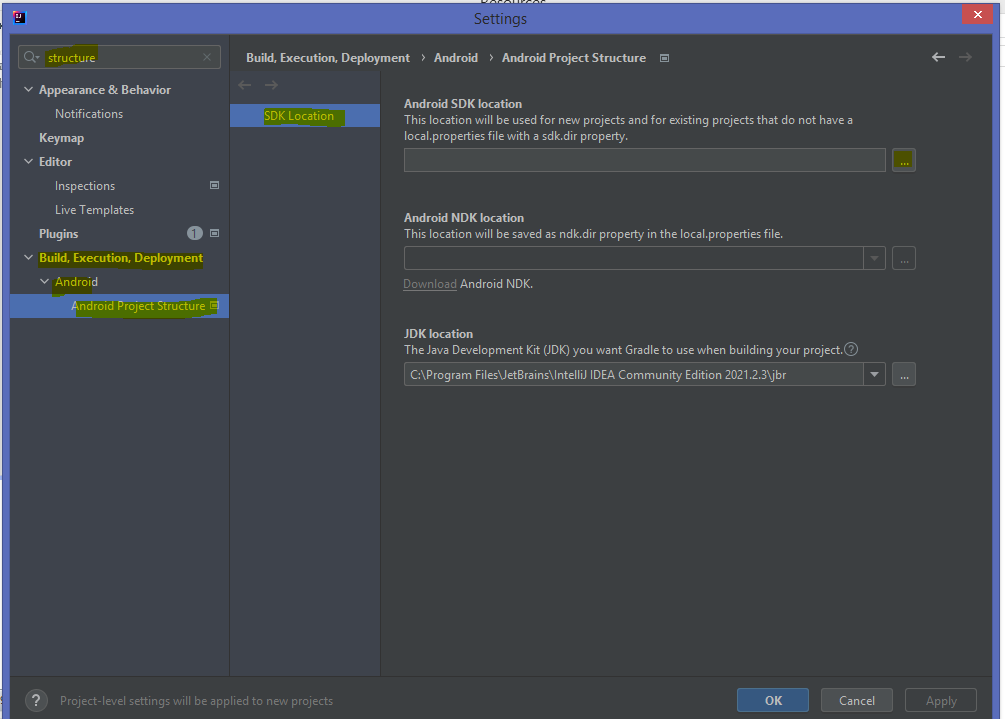 Resources
Settings
structure
Appearance & Behavior
Notifications
Keymap
Editor
Inspections
Live Templates
Plugins 1
Build, Execution, Deployment
Android
Android Project Structure
Build, Execution, Deployment › Android › Android Project Structure
SDK Location
Android SDK location
This location will be used for new projects and for existing projects that do not have a
local.properties file with a sdk.dir property.
...
Android NDK location
This location will be saved as ndk.dir property in the local.properties file.
...
Download Android NDK.
JDK location
The Java Development Kit (JDK) you want Gradle to use when building your project. ?
C:\Program Files\JetBrains\IntelliJ IDEA Community Edition 2021.2.3\jbr
...
? Project-level settings will be applied to new projects
OK Cancel Apply